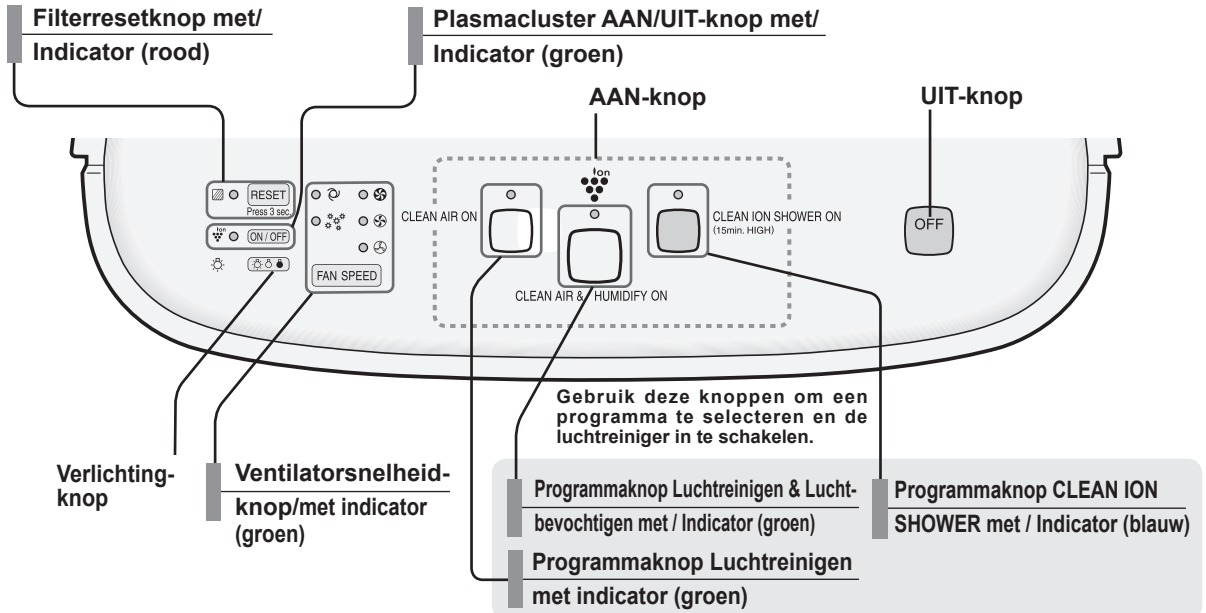 Filterresetknop met/
Indicator (rood)
Plasmacluster AAN/UIT-knop met/
Indicator (groen)
AAN-knop
UIT-knop
Ion
RESET
Press 3 sec.
Ion
ON / OFF
FAN SPEED
CLEAN AIR ON
CLEAN AIR & HUMIDIFY ON
CLEAN ION SHOWER ON
(15min. HIGH)
OFF
Gebruik deze knoppen om een
programma te selecteren en de
luchtreiniger in te schakelen.
Verlichting-
knop
Ventilatorsnelheid-
knop/met indicator
(groen)
Programmaknop Luchtreinigen & Lucht-
bevochtigen met / Indicator (groen)
Programmaknop CLEAN ION
SHOWER met / Indicator (blauw)
Programmaknop Luchtreinigen
met indicator (groen)